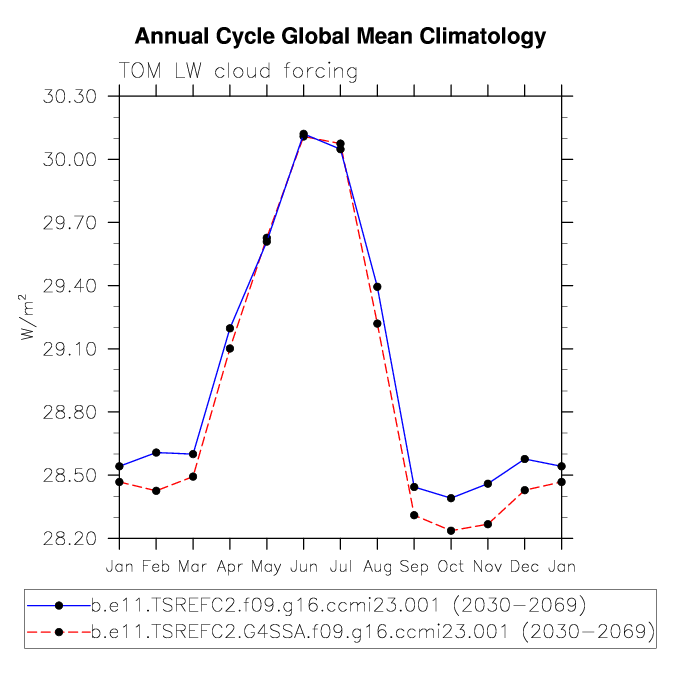 Annual Cycle Global Mean Climatology
TOM LW cloud forcing
30.30
30.00
29.70
29.40
29.10
28.80
28.50
28.20
W/m²
Jan Feb Mar Apr May Jun Jul Aug Sep Oct Nov Dec Jan
b.e11.TSREFC2.f09.g16.ccmi23.001 (2030-2069)
b.e11.TSREFC2.G4SSA.f09.g16.ccmi23.001 (2030-2069)